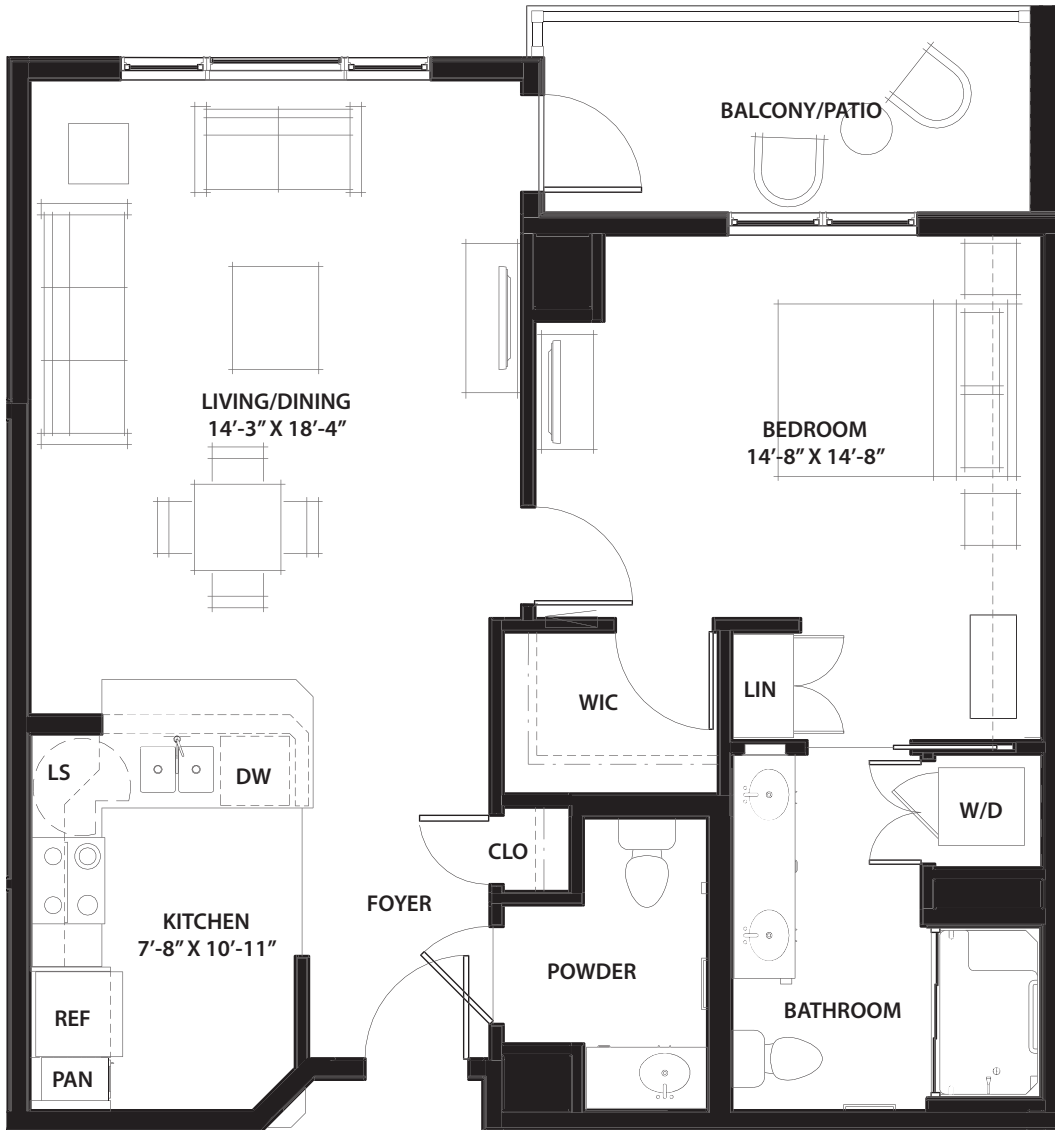 BALCONY/PATIO
LIVING/DINING
14’-3” X 18’-4”
BEDROOM
14’-8” X 14’-8”
WIC
LIN
LS
DW
W/D
CLO
FOYER
KITCHEN
7’-8” X 10’-11”
POWDER
BATHROOM
REF
PAN